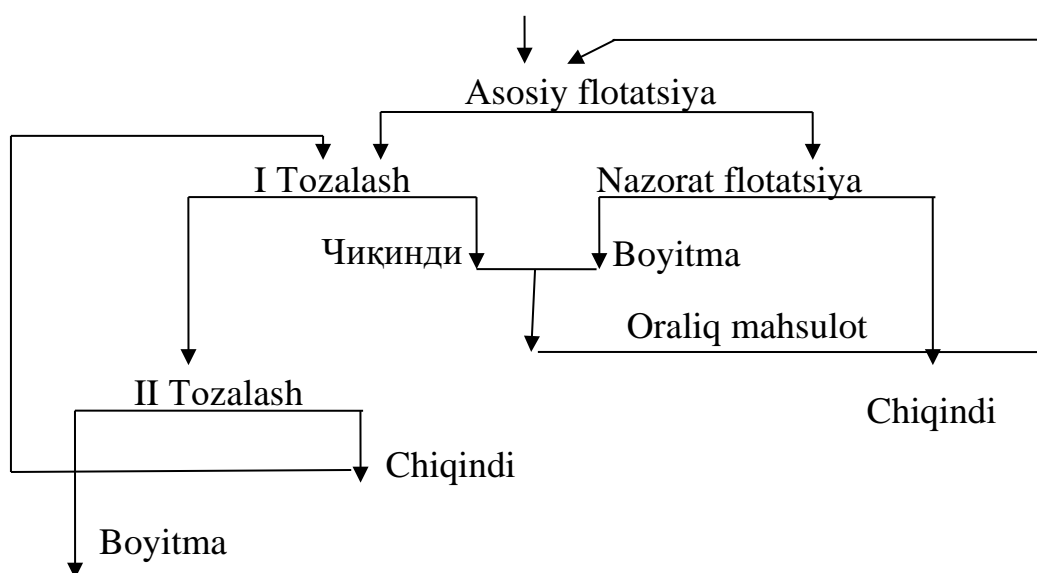 Asosiy flotatsiya
I Tozalash
Nazorat flotatsiya
Чиқинди
Boyitma
Oraliq mahsulot
II Tozalash
Chiqindi
Chiqindi
Boyitma